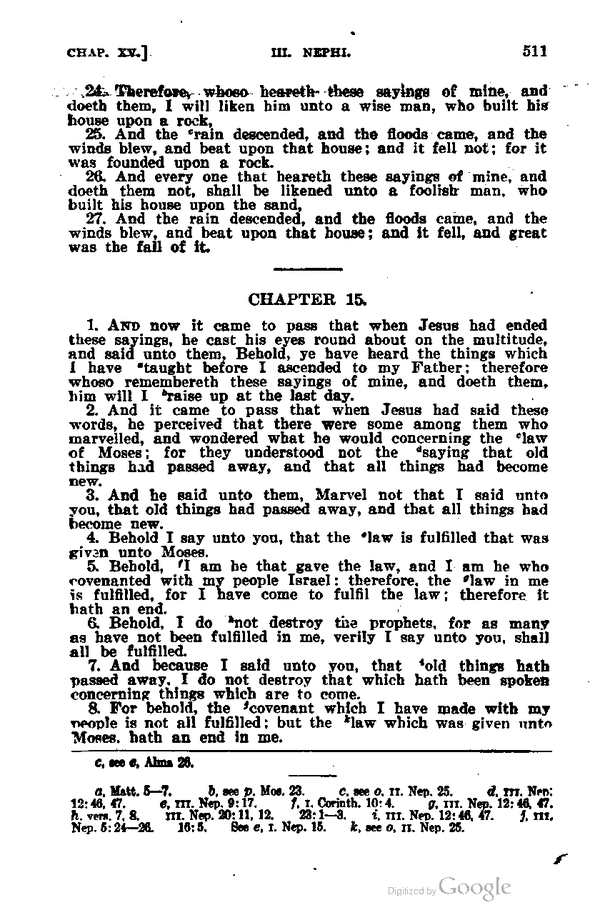 CHAP. XV.] III. NEPHI. 511
24. Therefore, whoso heareth these sayings of mine, and
doeth them, I will liken him unto a wise man, who built his
house upon a rock,
25. And the ᶜrain descended, and the floods came, and the
winds blew, and beat upon that house; and it fell not; for it
was founded upon a rock.
26. And every one that heareth these sayings of mine, and
doeth them not, shall be likened unto a foolish man, who
built his house upon the sand,
27. And the rain descended, and the floods came, and the
winds blew, and beat upon that house; and it fell, and great
was the fall of it.
CHAPTER 15.
1. AND now it came to pass that when Jesus had ended
these sayings, he cast his eyes round about on the multitude,
and said unto them, Behold, ye have heard the things which
I have ᵃtaught before I ascended to my Father; therefore
whoso remembereth these sayings of mine, and doeth them,
him will I ᵇraise up at the last day.
2. And it came to pass that when Jesus had said these
words, he perceived that there were some among them who
marvelled, and wondered what he would concerning the ᶜlaw
of Moses; for they understood not the ᵈsaying that old
things had passed away, and that all things had become
new.
3. And he said unto them, Marvel not that I said unto
you, that old things had passed away, and that all things had
become new.
4. Behold I say unto you, that the ᵉlaw is fulfilled that was
given unto Moses.
5. Behold, ᶠI am he that gave the law, and I am he who
covenanted with my people Israel: therefore, the ᵍlaw in me
is fulfilled, for I have come to fulfil the law; therefore it
hath an end.
6. Behold, I do ʰnot destroy the prophets, for as many
as have not been fulfilled in me, verily I say unto you, shall
all be fulfilled.
7. And because I said unto you, that ⁱold things hath
passed away, I do not destroy that which hath been spoken
concerning things which are to come.
8. For behold, the ʲcovenant which I have made with my
people is not all fulfilled; but the ᵏlaw which was given unto
Moses, hath an end in me.
c, see e, Alma 26.
a, Matt. 5—7. b, see p. Mos. 23. c, see o, II. Nep. 25. d, III. Nep:
12:46, 47. e, III. Nep. 9:17. f, I. Corinth. 10:4. g, III. Nep. 12:46, 47.
h, vers. 7, 8. III. Nep. 20:11, 12. 23:1—3. i, III. Nep. 12:46, 47. j, III.
Nep. 5:24—26. 16:5. See e, I. Nep. 15. k, see o, II. Nep. 25.
Digitized by Google